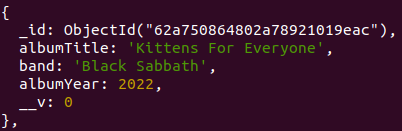 {
_id: ObjectId("62a750864802a78921019eac"),
albumTitle: 'Kittens For Everyone',
band: 'Black Sabbath',
albumYear: 2022,
__v: 0
},